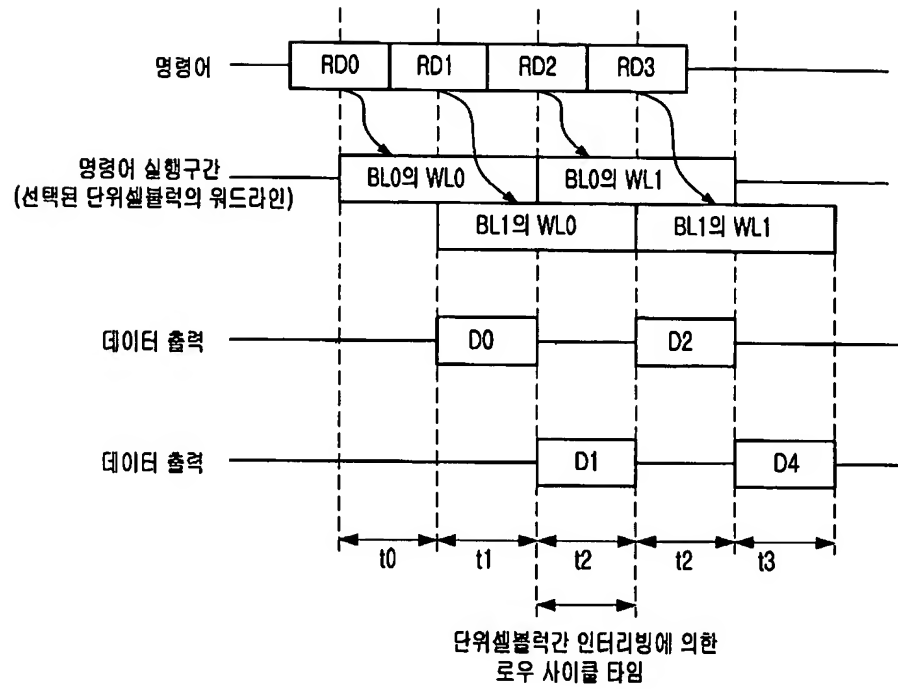 명령어 RD0 RD1 RD2 RD3
명령어 실행구간
(선택된 단위셀블럭의 워드라인)
BL0의 WL0 BL0의 WL1
BL1의 WL0 BL1의 WL1
데이터 출력 D0 D2
데이터 출력 D1 D4
t0 t1 t2 t2 t3
단위셀블럭간 인터리빙에 의한
로우 사이클 타임